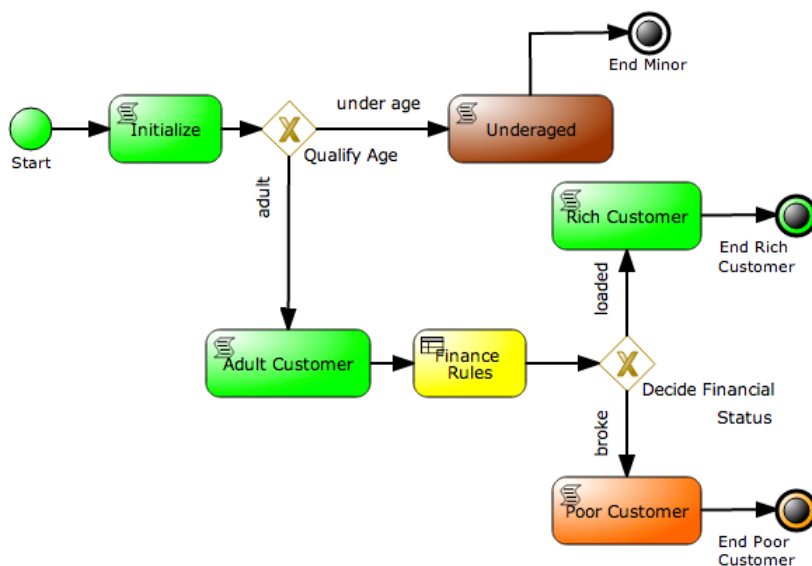 End Minor
under age
Initialize
Underaged
Start
Qualify Age
adult
Rich Customer
End Rich
Customer
loaded
Adult Customer
Finance
Rules
Decide Financial
Status
broke
Poor Customer
End Poor
Customer